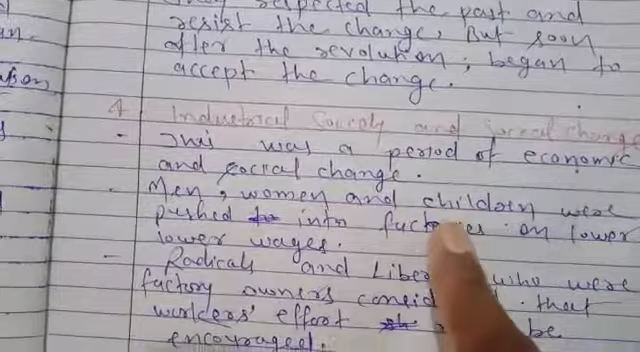 respected the past and
resist the change, But soon
after the revolution, began to
accept the change.
4. Industrial Society and Social Change
- This was a period of economic
and social change.
- Men, women and children were
pushed into factories on lower
lower wages.
- Radicals and Liber who were
factory owners consid that
workers' effort be
encouraged.